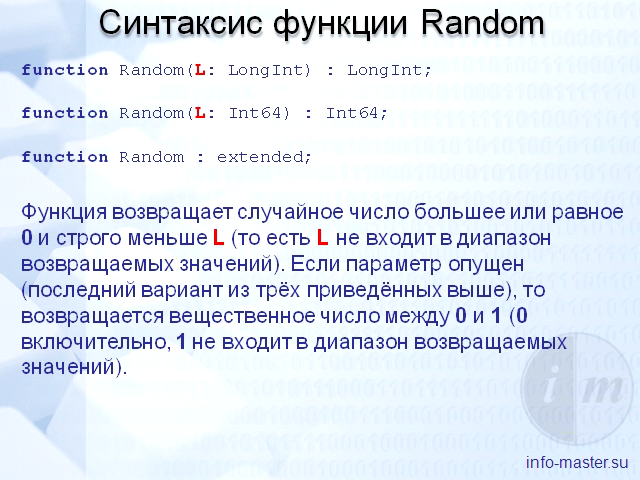 Синтаксис функции Random
function Random(L: LongInt) : LongInt;
function Random(L: Int64) : Int64;
function Random : extended;
Функция возвращает случайное число большее или равное
0 и строго меньше L (то есть L не входит в диапазон
возвращаемых значений). Если параметр опущен
(последний вариант из трёх приведённых выше), то
возвращается вещественное число между 0 и 1 (0
включительно, 1 не входит в диапазон возвращаемых
значений).
im
info-master.su